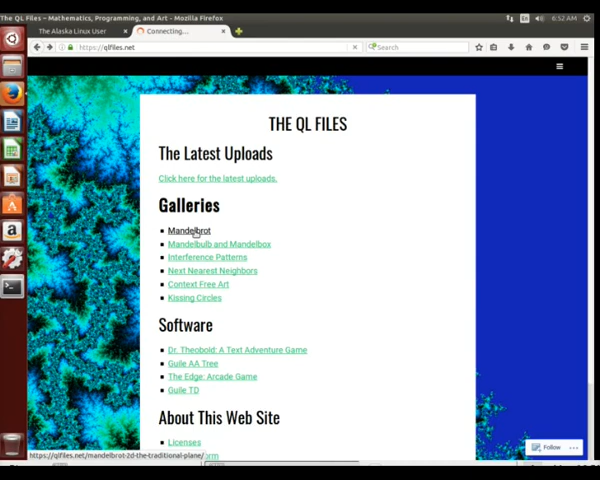 The QL Files – Mathematics, Programming, and Art - Mozilla Firefox
En
6:52 AM
The Alaska Linux User
Connecting...
https://qlfiles.net
Search
THE QL FILES
The Latest Uploads
Click here for the latest uploads.
Galleries
Mandelbrot
Mandelbulb and Mandelbox
Interference Patterns
Next Nearest Neighbors
Context Free Art
Kissing Circles
Software
Dr. Theobold: A Text Adventure Game
Guile AA Tree
The Edge: Arcade Game
Guile TD
About This Web Site
Licenses
Follow
https://qlfiles.net/mandelbrot-2d-the-traditional-plane/